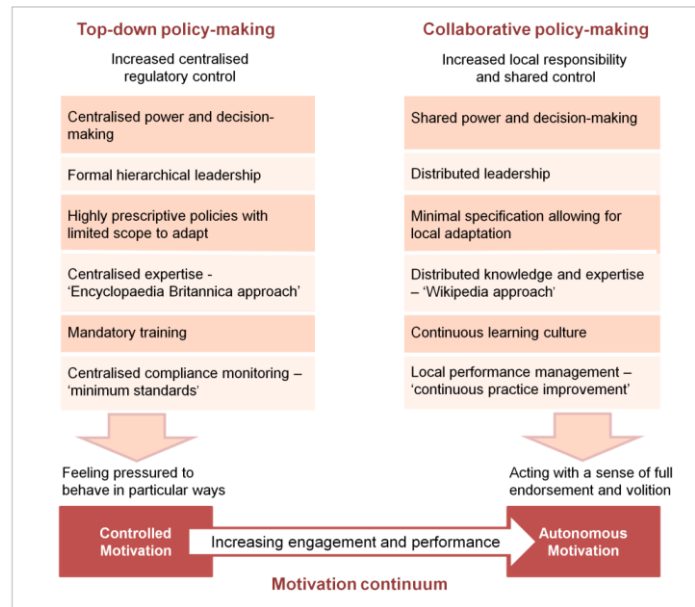 Top-down policy-making
Increased centralised
regulatory control
Centralised power and decision-
making
Formal hierarchical leadership
Highly prescriptive policies with
limited scope to adapt
Centralised expertise -
‘Encyclopaedia Britannica approach’
Mandatory training
Centralised compliance monitoring –
‘minimum standards’
Feeling pressured to
behave in particular ways
Controlled
Motivation
Collaborative policy-making
Increased local responsibility
and shared control
Shared power and decision-making
Distributed leadership
Minimal specification allowing for
local adaptation
Distributed knowledge and expertise
– ‘Wikipedia approach’
Continuous learning culture
Local performance management –
‘continuous practice improvement’
Acting with a sense of full
endorsement and volition
Autonomous
Motivation
Increasing engagement and performance
Motivation continuum